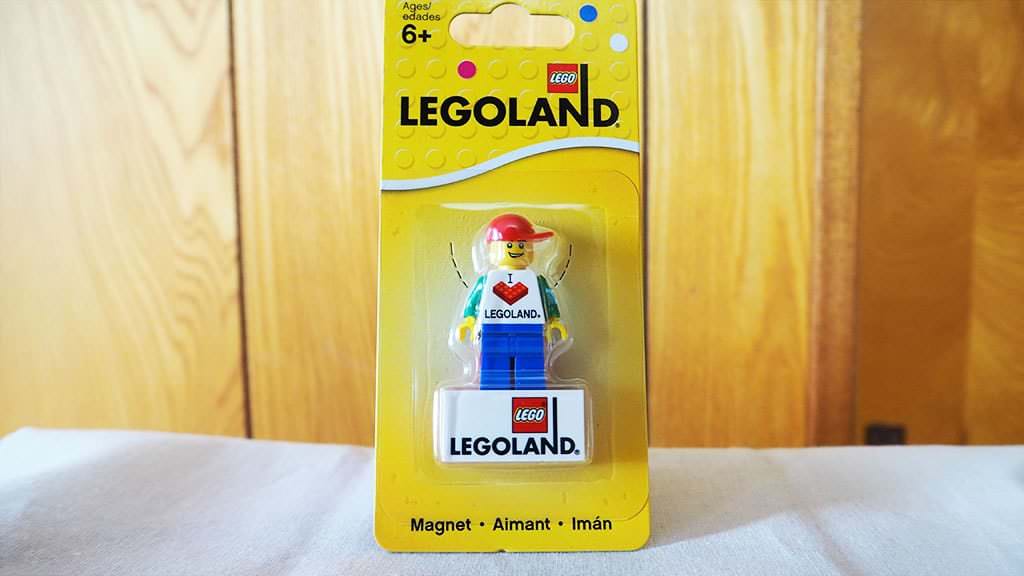 Ages/
edades
6+
LEGO
LEGOLAND®
I
LEGOLAND®
LEGO
LEGOLAND®
Magnet • Aimant • Imán